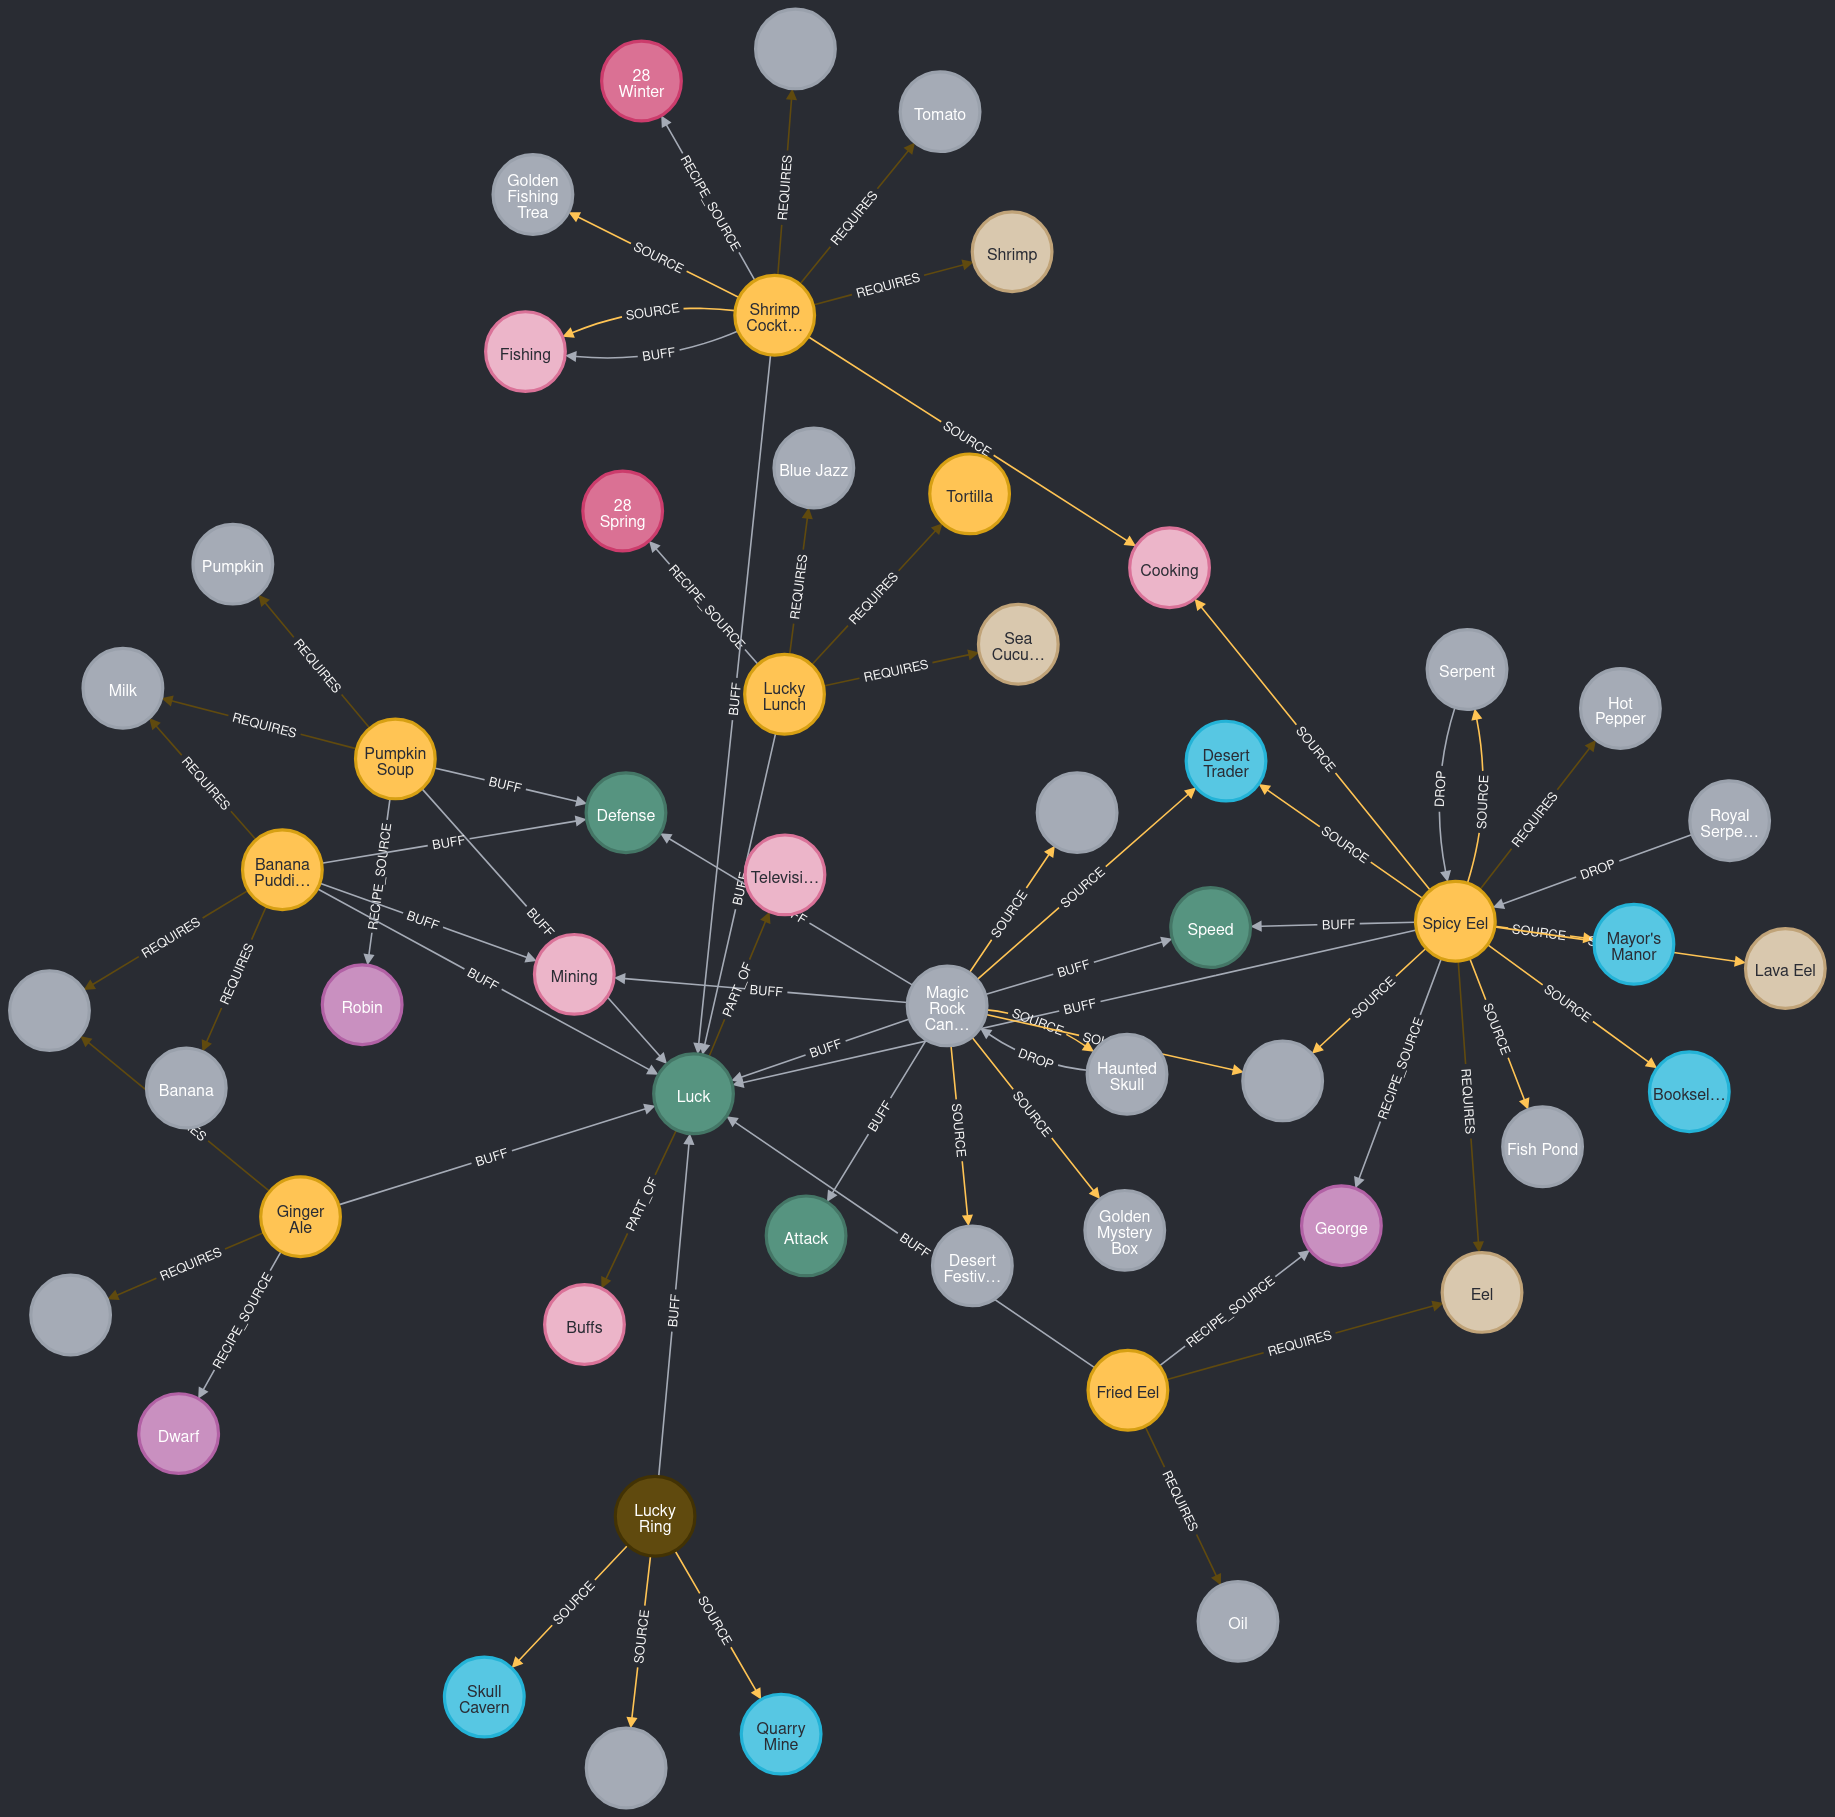 28
Winter
Tomato
Golden
Fishing
Trea
Shrimp
RECIPE_SOURCE
REQUIRES
REQUIRES
REQUIRES
SOURCE
SOURCE
BUFF
Shrimp
Cockt…
Fishing
SOURCE
Blue Jazz
Tortilla
28
Spring
Cooking
Pumpkin
RECIPE_SOURCE
REQUIRES
REQUIRES
REQUIRES
Sea
Cucu…
Lucky
Lunch
BUFF
Milk
REQUIRES
REQUIRES
REQUIRES
Pumpkin
Soup
BUFF
Defense
BUFF
Banana
Puddi…
RECIPE_SOURCE
BUFF
BUFF
BUFF
Televisi…
BUFF
Serpent
Hot
Pepper
Desert
Trader
SOURCE
DROP
SOURCE
REQUIRES
Royal
Serpe…
SOURCE
SOURCE
SOURCE
DROP
Speed
BUFF
Spicy Eel
SOURCE
Mayor's
Manor
Lava Eel
REQUIRES
REQUIRES
Robin
Mining
BUFF
PART_OF
Magic
Rock
Can…
BUFF
BUFF
SOURCE
DROP
Haunted
Skull
SOURCE
SOURCE
SOURCE
RECIPE_SOURCE
REQUIRES
Booksel…
Fish Pond
Banana
Luck
BUFF
BUFF
SOURCE
SOURCE
BUFF
Ginger
Ale
PART_OF
Attack
BUFF
Desert
Festiv…
Golden
Mystery
Box
George
Eel
REQUIRES
RECIPE_SOURCE
Dwarf
Buffs
BUFF
RECIPE_SOURCE
REQUIRES
Fried Eel
REQUIRES
Oil
Lucky
Ring
SOURCE
SOURCE
SOURCE
Skull
Cavern
Quarry
Mine